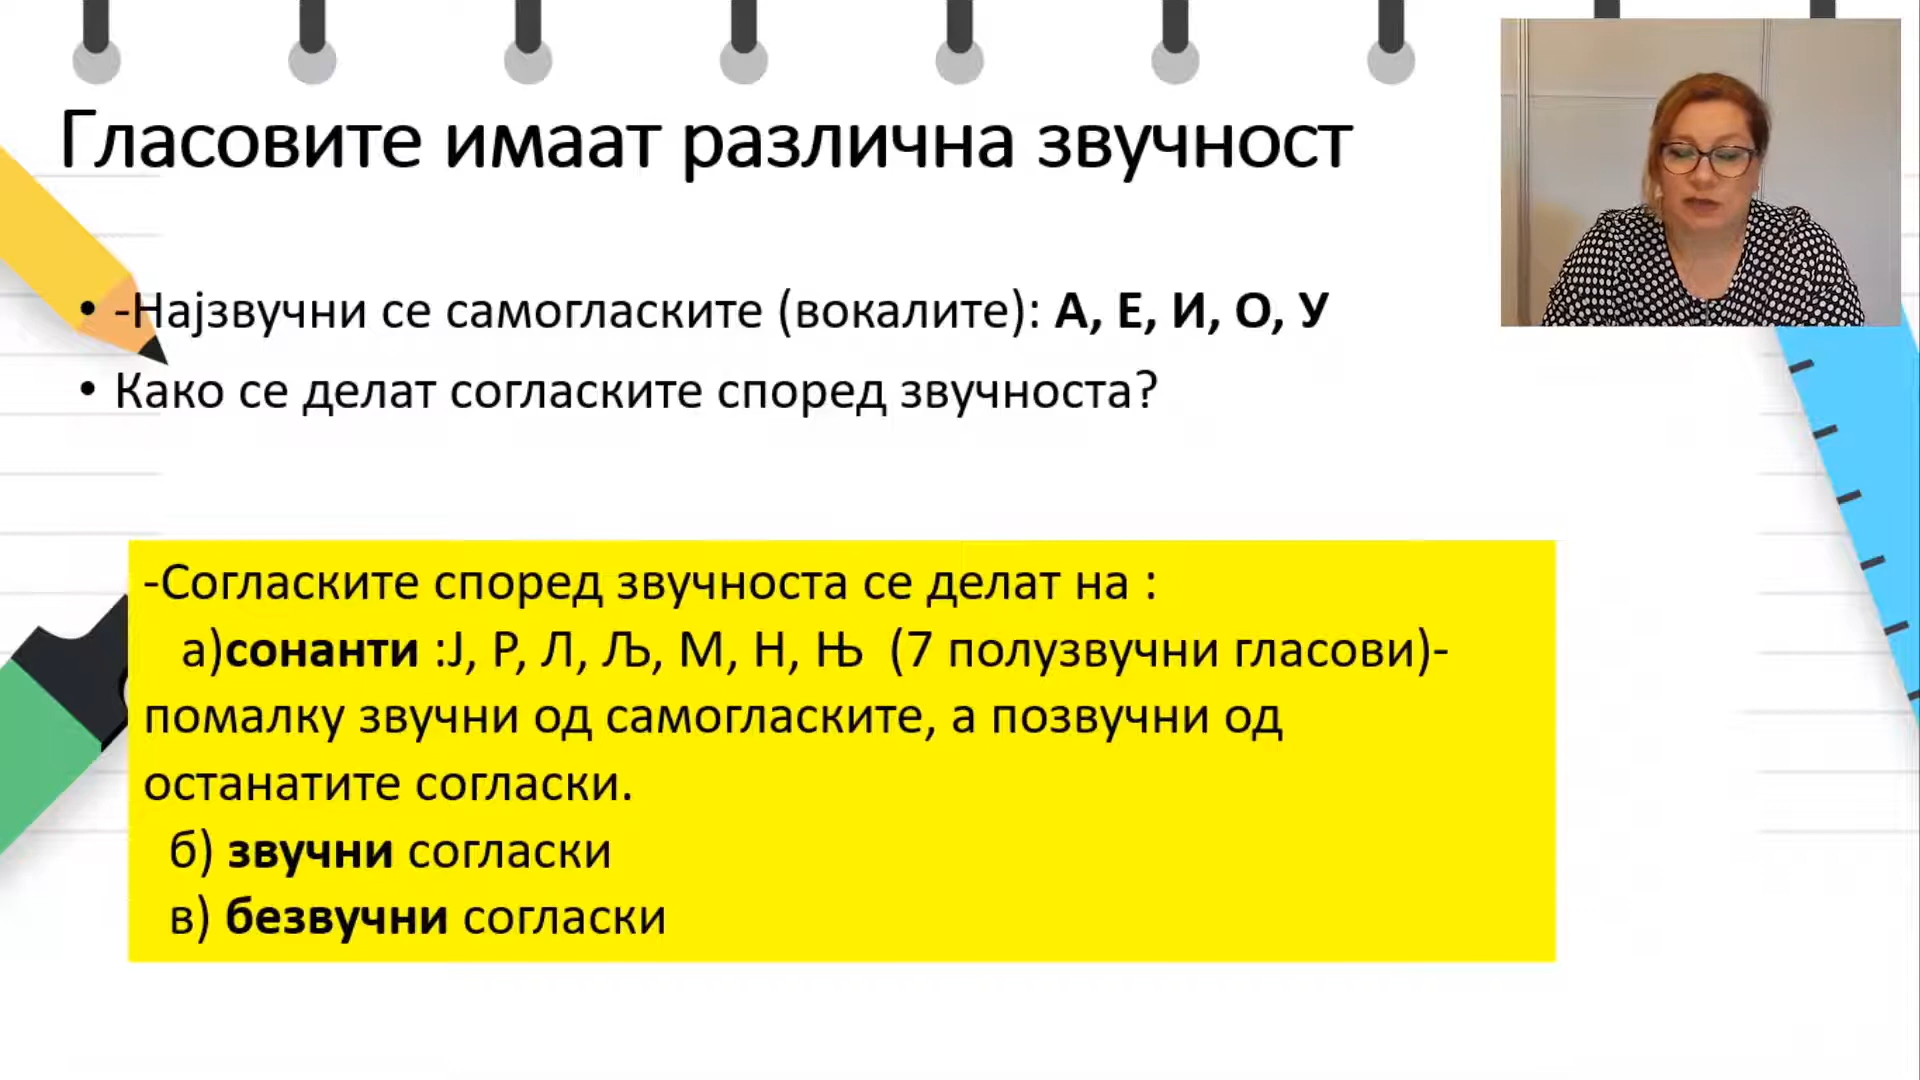 Гласовите имаат различна звучност
• -Најзвучни се самогласките (вокалите): А, Е, И, О, У
• Како се делат согласките според звучноста?
-Согласките според звучноста се делат на :
а)сонанти :Ј, Р, Л, Љ, М, Н, Њ (7 полузвучни гласови)-
помалку звучни од самогласките, а позвучни од
останатите согласки.
б) звучни согласки
в) безвучни согласки